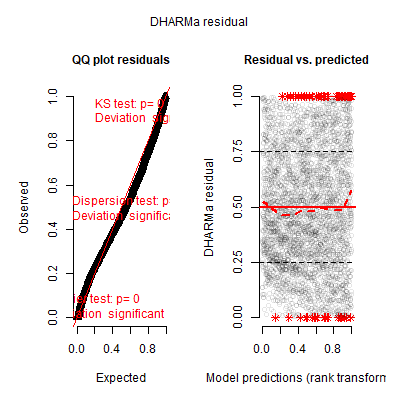 DHARMa residual
QQ plot residuals
Residual vs. predicted
KS test: p= 0
Deviation sig
Dispersion test: p
Deviation significa
test: p= 0
significant
Observed
0.0
0.2
0.4
0.6
0.8
1.0
0.0
0.4
0.8
Expected
DHARMa residual
0.00
0.25
0.50
0.75
1.00
0.0
0.4
0.8
Model predictions (rank transform